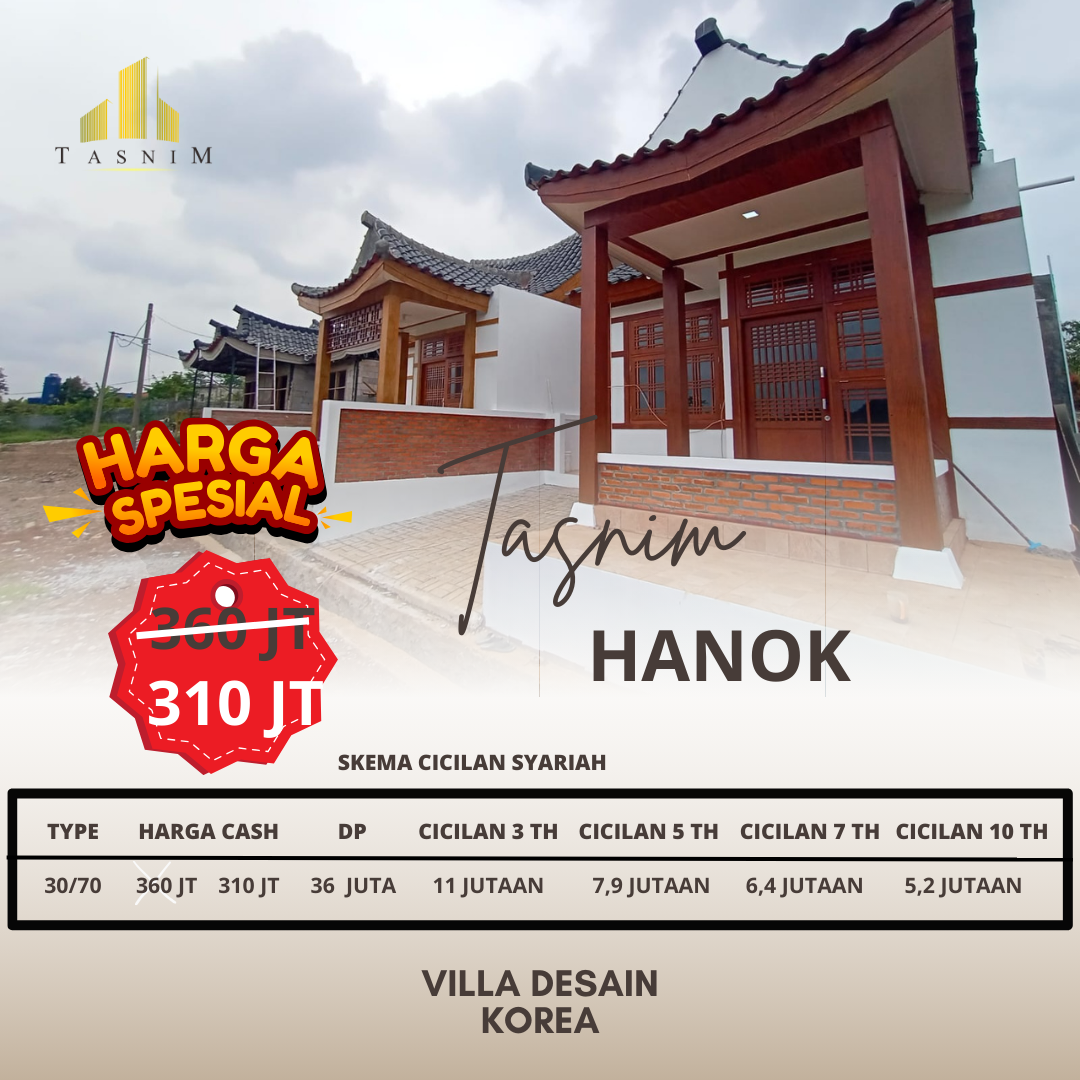 TASNIM
HARGA
SPESIAL
360 JT
310 JT
Tasnim
HANOK
SKEMA CICILAN SYARIAH
TYPE HARGA CASH DP CICILAN 3 TH CICILAN 5 TH CICILAN 7 TH CICILAN 10 TH
30/70 360 JT 310 JT 36 JUTA 11 JUTAAN 7,9 JUTAAN 6,4 JUTAAN 5,2 JUTAAN
VILLA DESAIN
KOREA